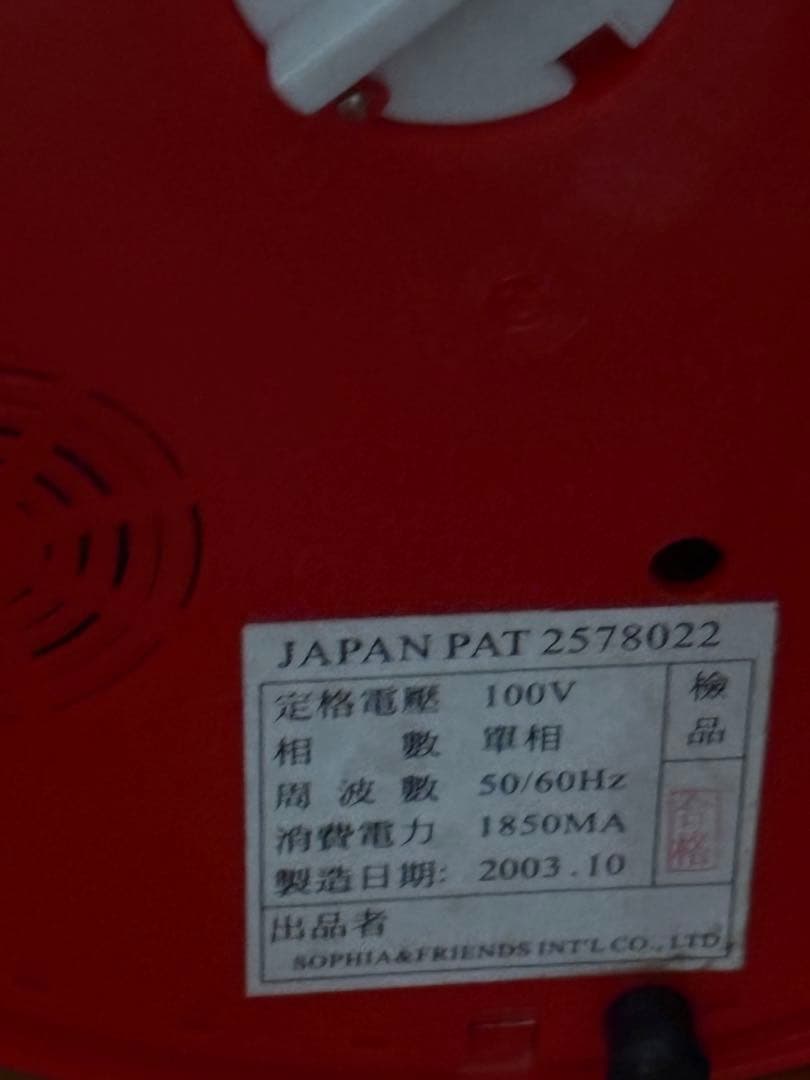 JAPAN PAT 2578022
定格電壓 100V
相數 單相
周波數 50/60Hz
消費電力 1850MA
製造日期: 2003.10
檢品
合格
出品者
SOPHIA&FRIENDS INT'L CO., LTD.